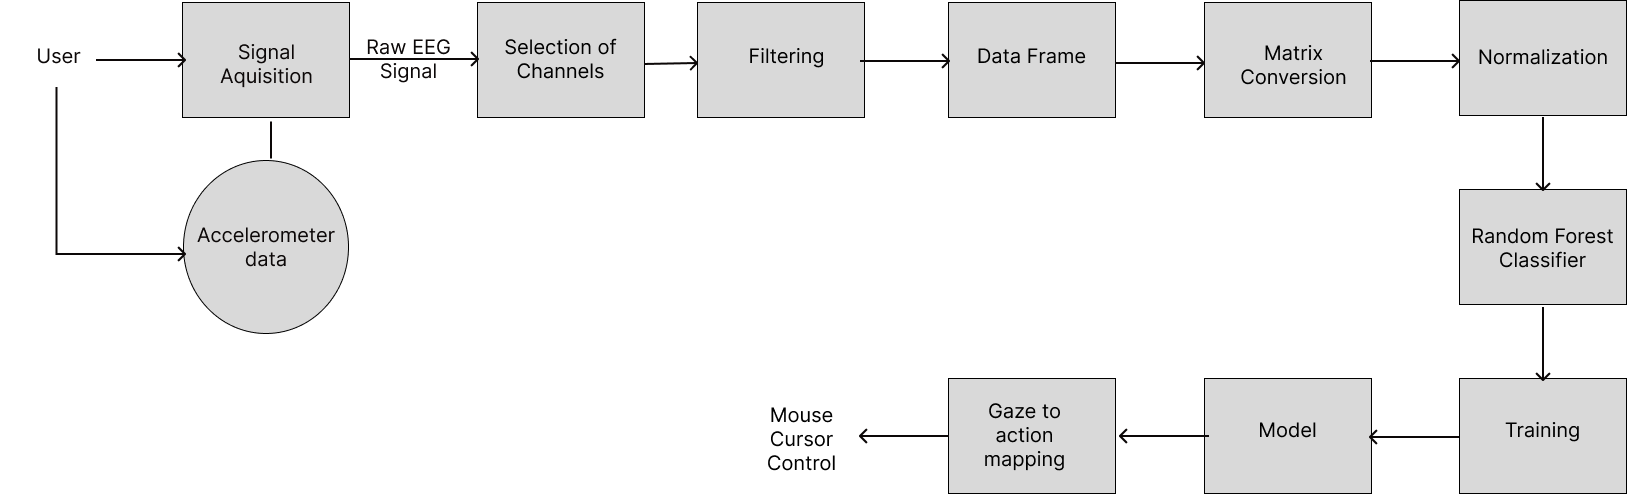 User
Signal
Aquisition
Raw EEG
Signal
Selection of
Channels
Filtering
Data Frame
Matrix
Conversion
Normalization
Accelerometer
data
Random Forest
Classifier
Mouse
Cursor
Control
Gaze to
action
mapping
Model
Training